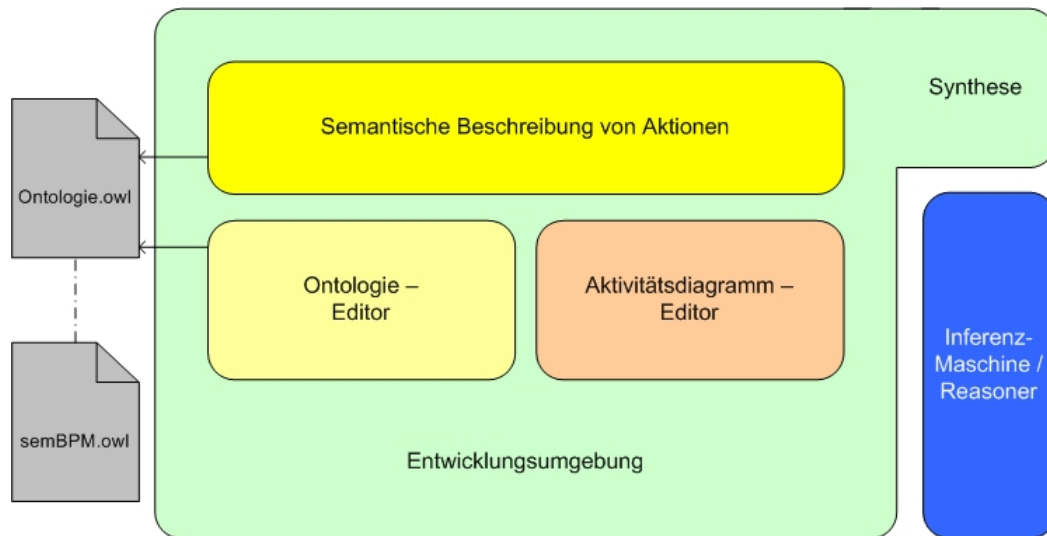 Synthese
Semantische Beschreibung von Aktionen
Ontologie.owl
Ontologie –
Editor
Aktivitätsdiagramm –
Editor
Inferenz-
Maschine /
Reasoner
semBPM.owl
Entwicklungsumgebung